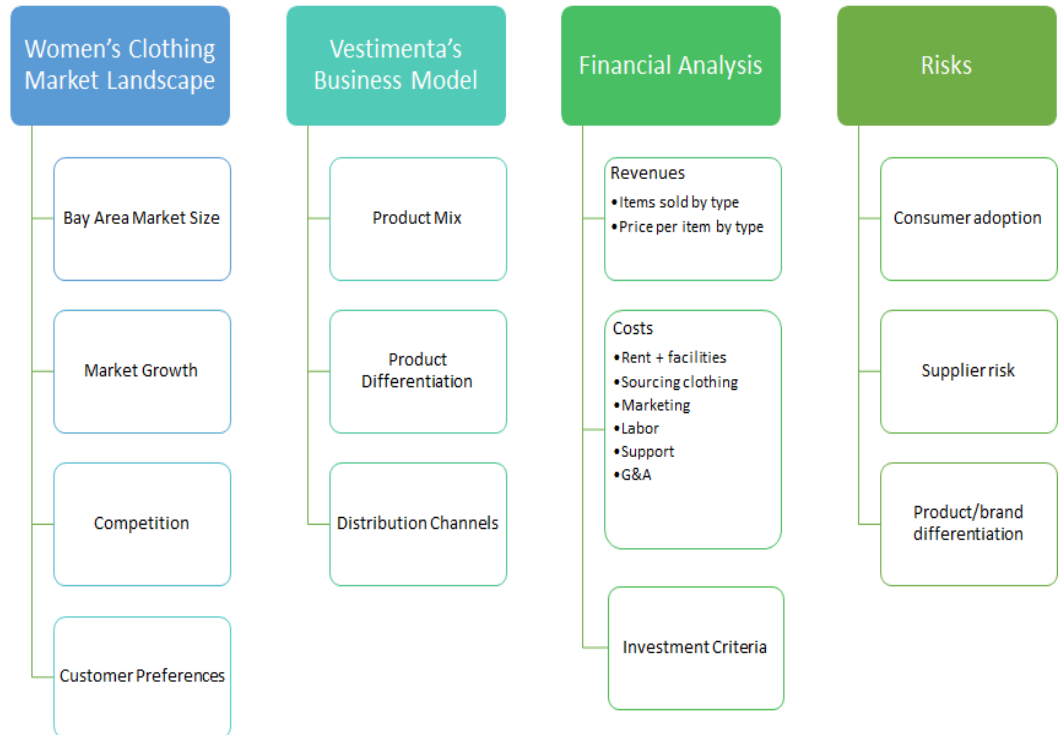 Women's Clothing
Market Landscape
Bay Area Market Size
Market Growth
Competition
Customer Preferences
Vestimenta's
Business Model
Product Mix
Product
Differentiation
Distribution Channels
Financial Analysis
Revenues
•Items sold by type
•Price per item by type
Costs
•Rent + facilities
•Sourcing clothing
•Marketing
•Labor
•Support
•G&A
Investment Criteria
Risks
Consumer adoption
Supplier risk
Product/brand
differentiation